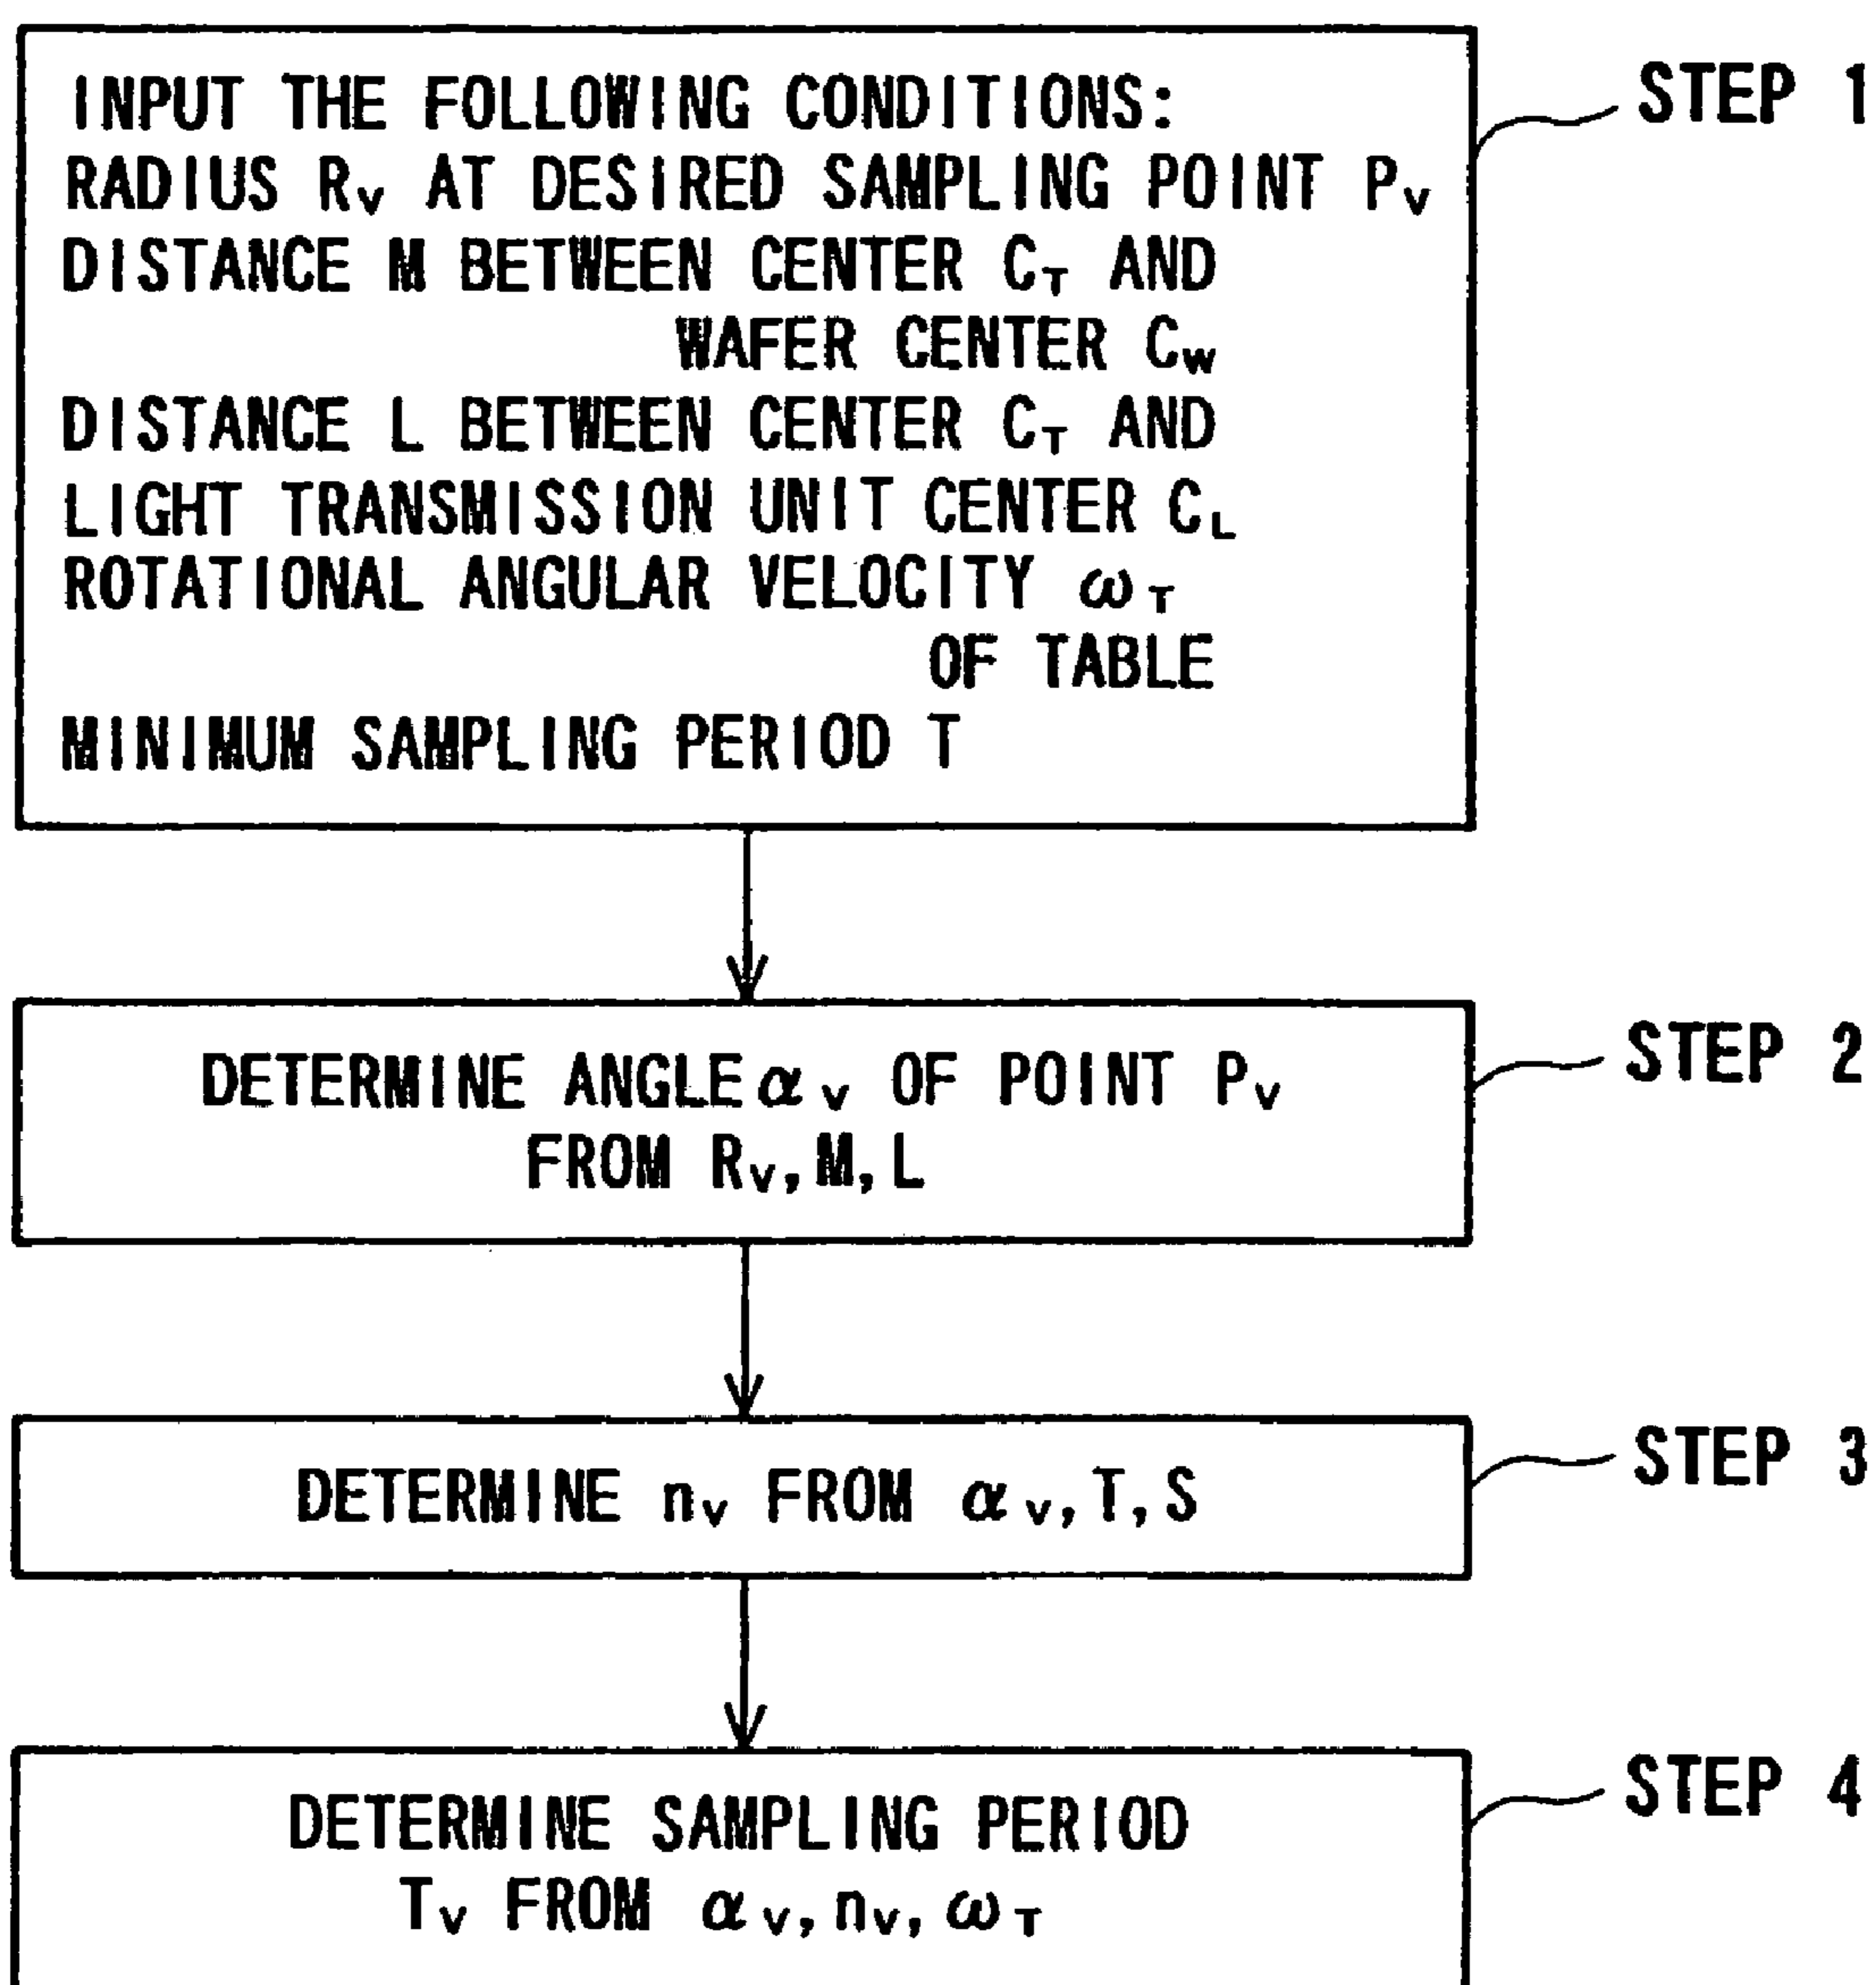 INPUT THE FOLLOWING CONDITIONS:
STEP 1
RADIUS Rv AT DESIRED SAMPLING POINT Pv
DISTANCE M BETWEEN CENTER CT AND
WAFER CENTER CW
DISTANCE L BETWEEN CENTER CT AND
LIGHT TRANSMISSION UNIT CENTER CL
ROTATIONAL ANGULAR VELOCITY ωT
OF TABLE
MINIMUM SAMPLING PERIOD T
DETERMINE ANGLE αv OF POINT Pv
STEP 2
FROM Rv, M, L
DETERMINE nv FROM αv, T, S
STEP 3
DETERMINE SAMPLING PERIOD
STEP 4
Tv FROM αv, nv, ωT